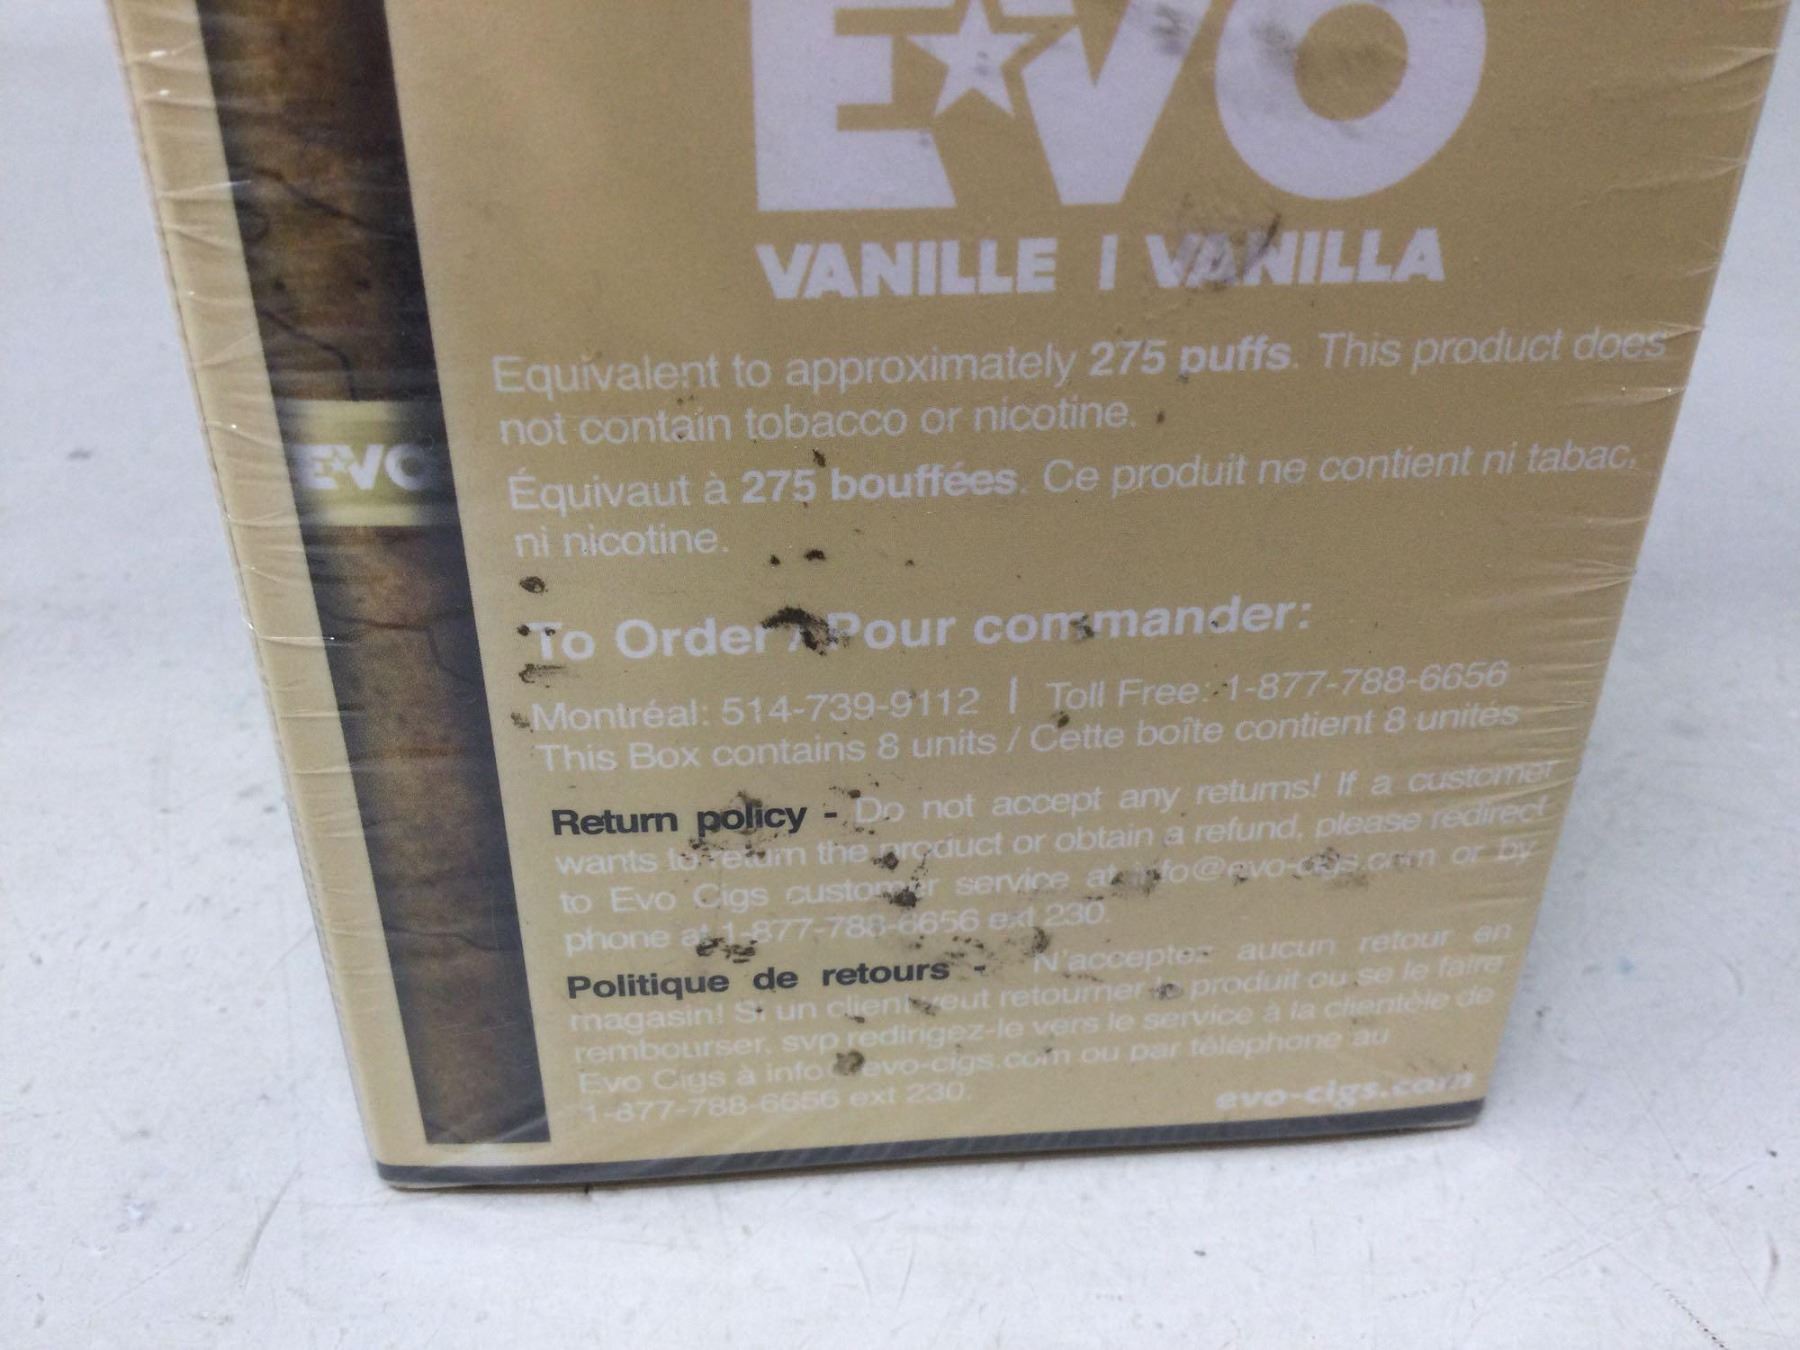 EVO
VANILLE | VANILLA
Equivalent to approximately 275 puffs. This product does
not contain tobacco or nicotine.
Équivaut à 275 bouffées. Ce produit ne contient ni tabac,
ni nicotine.
EVO
To Order / Pour commander:
Montréal: 514-739-9112 | Toll Free: 1-877-788-6656
This Box contains 8 units / Cette boîte contient 8 unités
Return policy - Do not accept any returns! If a customer
wants to return the product or obtain a refund, please redirect
to Evo Cigs customer service at info@evo-cigs.com or by
phone at 1-877-788-6656 ext 230.
Politique de retours - N'acceptez aucun retour en
magasin! Si un client veut retourner le produit ou se le faire
rembourser, svp redirigez-le vers le service à la clientèle de
Evo Cigs à info@evo-cigs.com ou par téléphone au
1-877-788-6656 ext 230.
evo-cigs.com